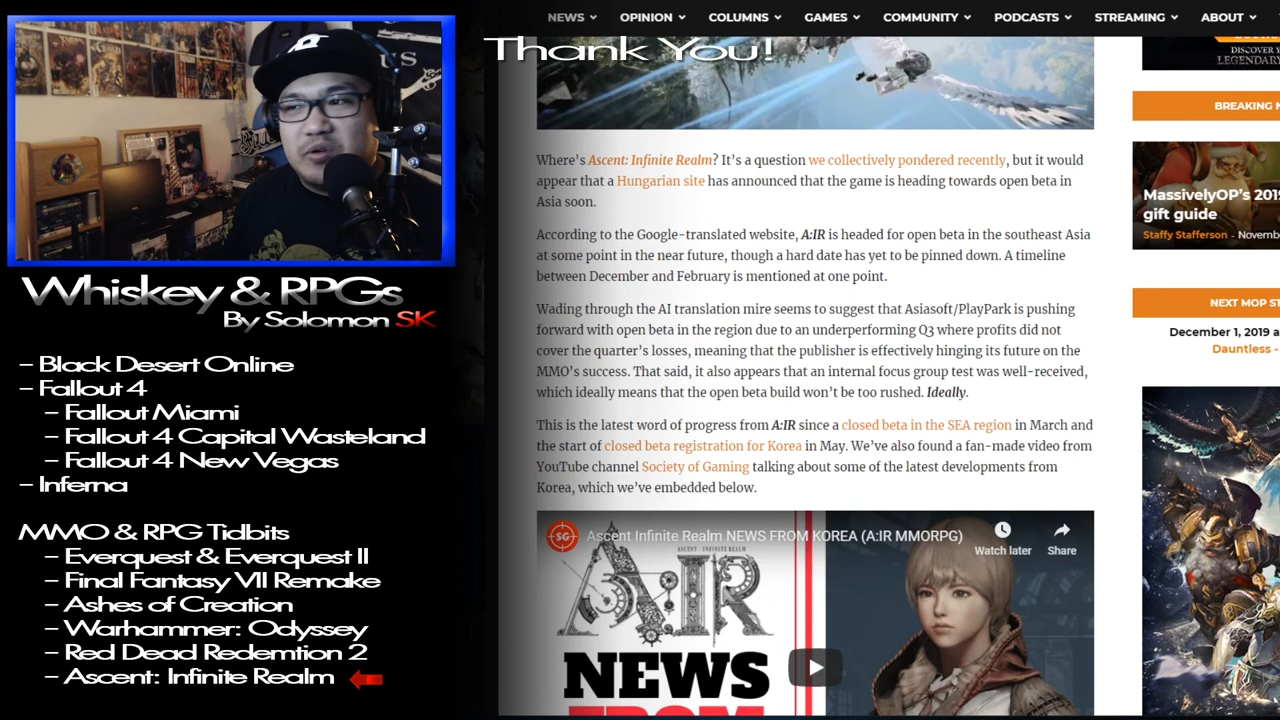 NEWS OPINION COLUMNS GAMES COMMUNITY PODCASTS STREAMING ABOUT
Thank You!
US
Whiskey & RPGs
By Solomon SK
- Black Desert Online
- Fallout 4
- Fallout Miami
- Fallout 4 Capital Wasteland
- Fallout 4 New Vegas
- Inferna
MMO & RPG Tidbits
- Everquest & Everquest II
- Final Fantasy VII Remake
- Ashes of Creation
- Warhammer: Odyssey
- Red Dead Redemtion 2
- Ascent: Infinite Realm
Where's Ascent: Infinite Realm? It's a question we collectively pondered recently, but it would
appear that a Hungarian site has announced that the game is heading towards open beta in
Asia soon.
According to the Google-translated website, A:IR is headed for open beta in the southeast Asia
at some point in the near future, though a hard date has yet to be pinned down. A timeline
between December and February is mentioned at one point.
Wading through the AI translation mire seems to suggest that Asiasoft/PlayPark is pushing
forward with open beta in the region due to an underperforming Q3 where profits did not
cover the quarter's losses, meaning that the publisher is effectively hinging its future on the
MMO's success. That said, it also appears that an internal focus group test was well-received,
which ideally means that the open beta build won't be too rushed. Ideally.
This is the latest word of progress from A:IR since a closed beta in the SEA region in March and
the start of closed beta registration for Korea in May. We've also found a fan-made video from
YouTube channel Society of Gaming talking about some of the latest developments from
Korea, which we've embedded below.
SG
Ascent Infinite Realm NEWS FROM KOREA (A:IR MMORPG)
Watch later
Share
ASCENT : INFINITE REALM
A:IR
NEWS
FROM
DISCOVER
LEGENDARY
BREAKING N
MassivelyOP's 2019
gift guide
Staffy Stafferson - Novemb
NEXT MOP ST
December 1, 2019 a
Dauntless -